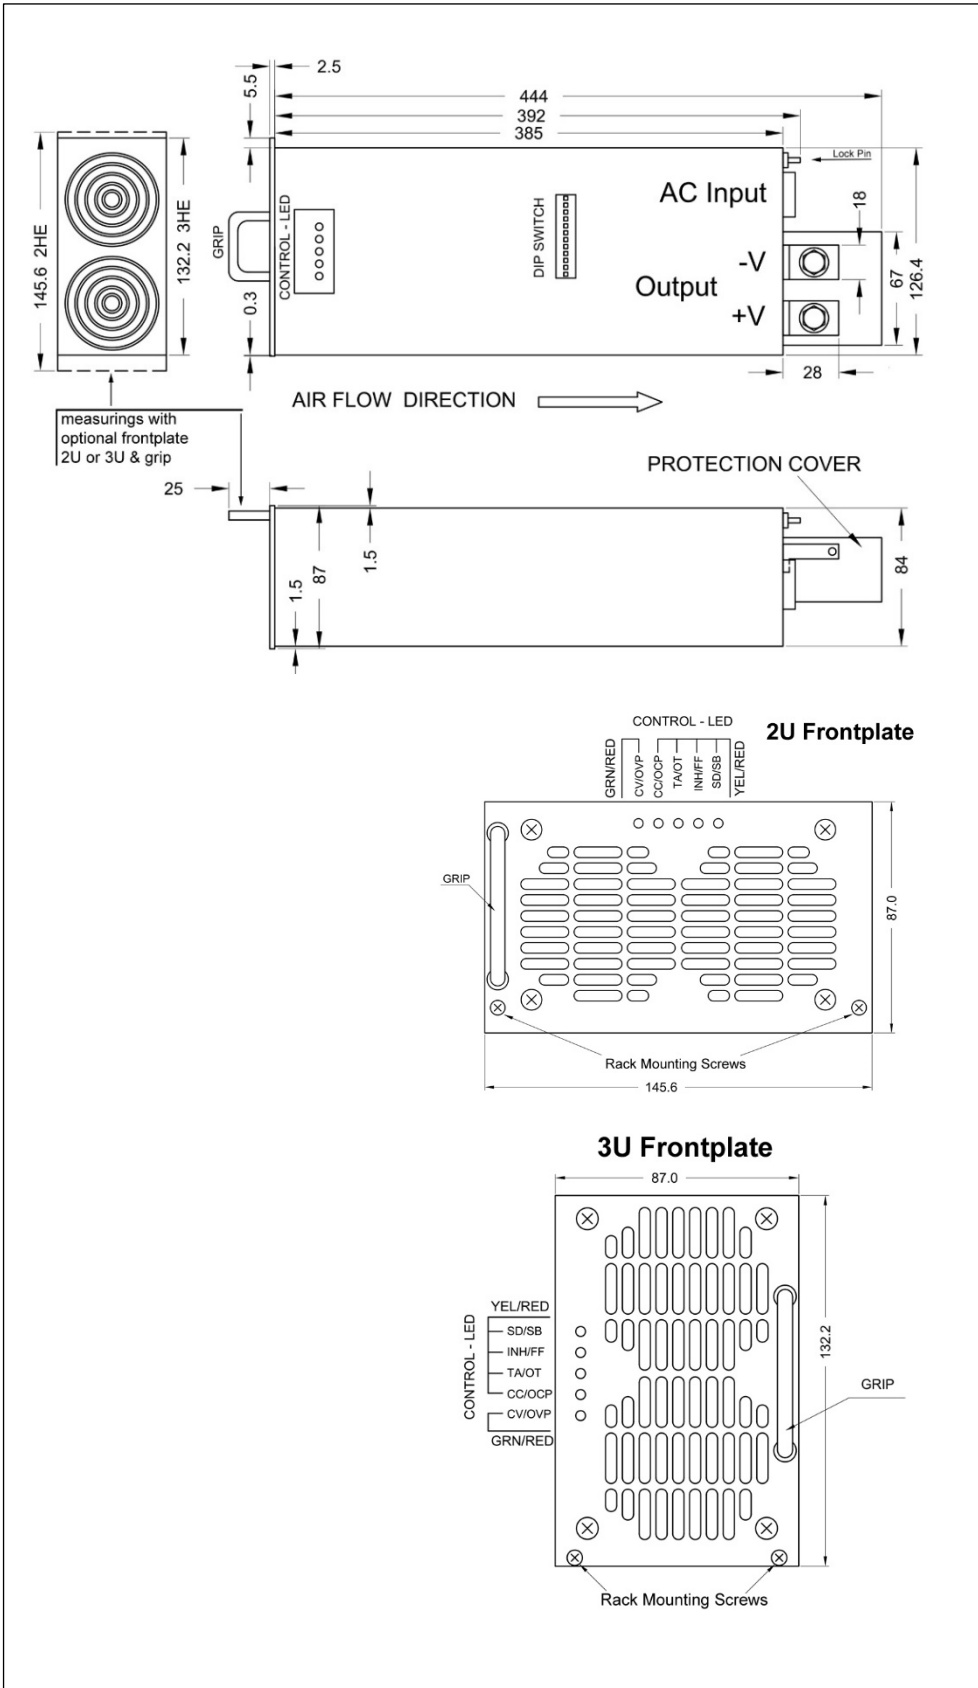 5.5
2.5
444
392
385
Lock Pin
AC Input
18
-V
Output
+V
67
126.4
28
145.6 2HE
132.2 3HE
GRIP
CONTROL - LED
DIP SWITCH
0.3
AIR FLOW DIRECTION
measurings with
optional frontplate
2U or 3U & grip
PROTECTION COVER
25
1.5
87
1.5
84
CONTROL - LED
2U Frontplate
GRN/RED
CV/OVP
CC/OCP
TA/OT
INH/FF
SD/SB
YEL/RED
GRIP
87.0
Rack Mounting Screws
145.6
3U Frontplate
87.0
YEL/RED
CONTROL - LED
SD/SB
INH/FF
TA/OT
CC/OCP
CV/OVP
GRN/RED
132.2
GRIP
Rack Mounting Screws